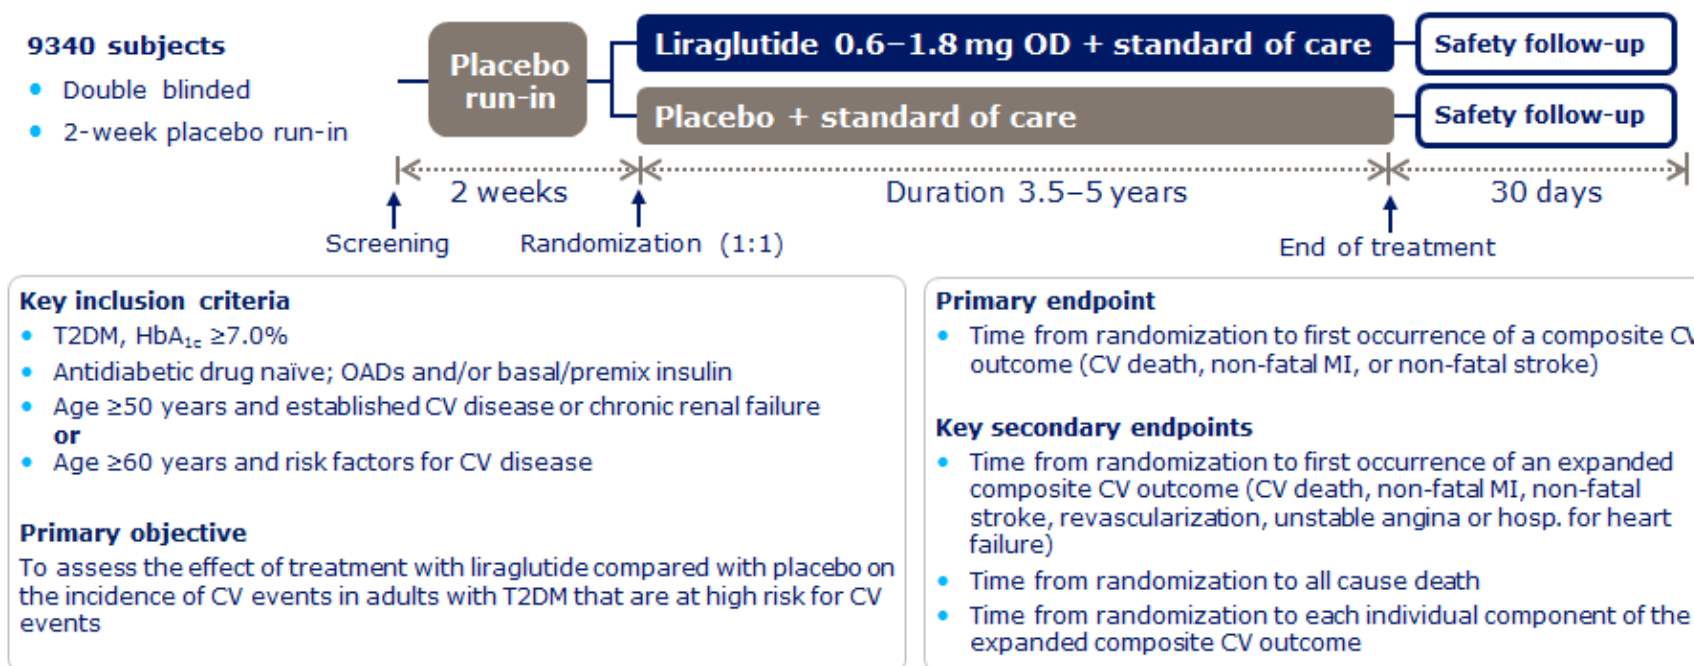 9340 subjects
• Double blinded
• 2-week placebo run-in
Placebo
run-in
Liraglutide 0.6–1.8 mg OD + standard of care
Placebo + standard of care
Safety follow-up
Safety follow-up
2 weeks
Duration 3.5–5 years
30 days
Screening
Randomization (1:1)
End of treatment
Key inclusion criteria
• T2DM, HbA1c ≥7.0%
• Antidiabetic drug naïve; OADs and/or basal/premix insulin
• Age ≥50 years and established CV disease or chronic renal failure
or
• Age ≥60 years and risk factors for CV disease
Primary objective
To assess the effect of treatment with liraglutide compared with placebo on
the incidence of CV events in adults with T2DM that are at high risk for CV
events
Primary endpoint
• Time from randomization to first occurrence of a composite CV
outcome (CV death, non-fatal MI, or non-fatal stroke)
Key secondary endpoints
• Time from randomization to first occurrence of an expanded
composite CV outcome (CV death, non-fatal MI, non-fatal
stroke, revascularization, unstable angina or hosp. for heart
failure)
• Time from randomization to all cause death
• Time from randomization to each individual component of the
expanded composite CV outcome